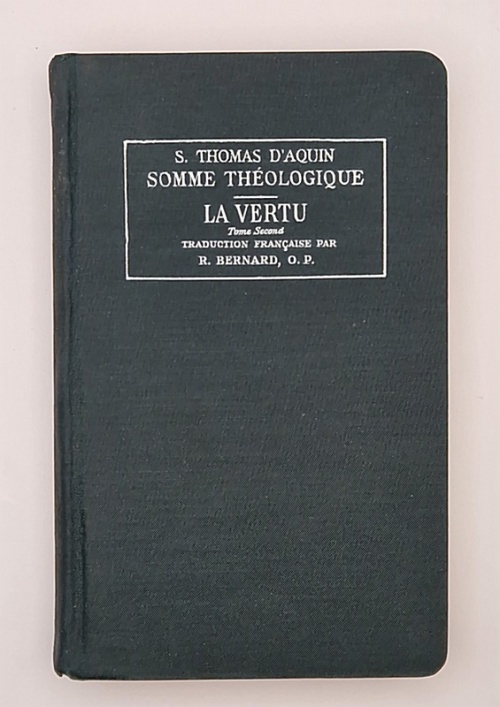 S. THOMAS D'AQUIN
SOMME THÉOLOGIQUE
LA VERTU
Tome Second
TRADUCTION FRANÇAISE PAR
R. BERNARD, O. P.